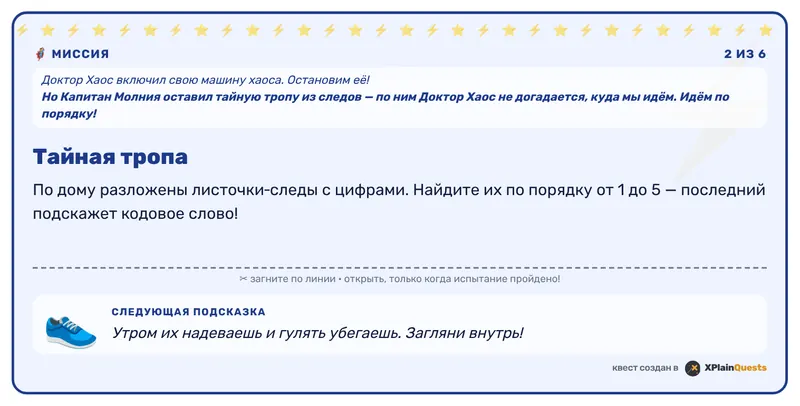 МИССИЯ
2 ИЗ 6
Доктор Хаос включил свою машину хаоса. Остановим её!
Но Капитан Молния оставил тайную тропу из следов — по ним Доктор Хаос не догадается, куда мы идём. Идём по
порядку!
Тайная тропа
По дому разложены листочки-следы с цифрами. Найдите их по порядку от 1 до 5 — последний
подскажет кодовое слово!
✂ загните по линии · открыть, только когда испытание пройдено!
СЛЕДУЮЩАЯ ПОДСКАЗКА
Утром их надеваешь и гулять убегаешь. Загляни внутрь!
квест создан в XPlainQuests